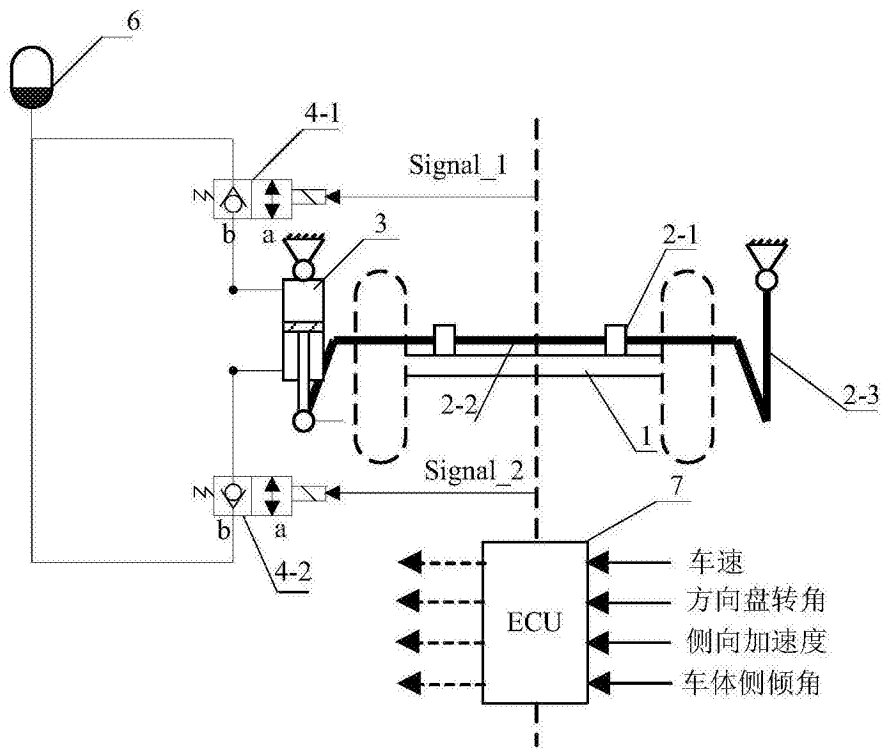 6
4-1
Signal_1
b
a
3
2-1
2-2
1
2-3
Signal_2
b
a
4-2
7
ECU
车速
方向盘转角
侧向加速度
车体侧倾角